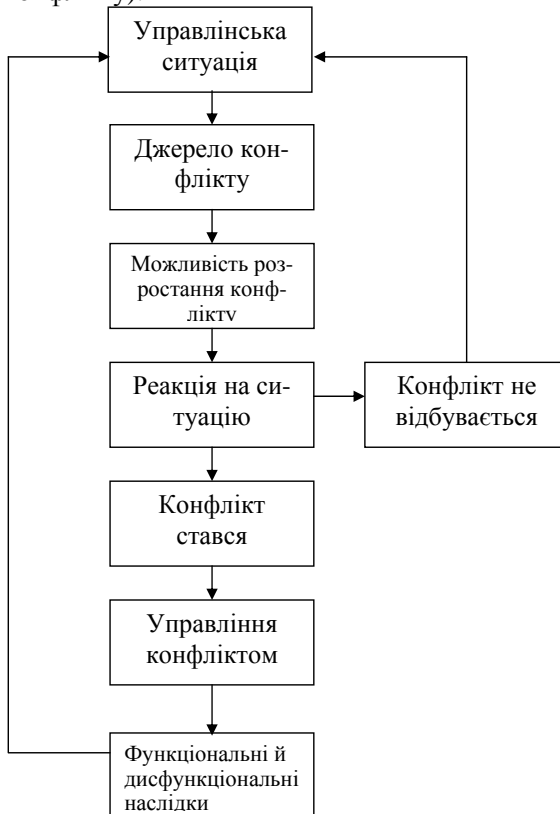 Управлінська
ситуація
Джерело кон-
флікту
Можливість роз-
ростання конф-
лікту
Реакція на си-
туацію
Конфлікт не
відбувається
Конфлікт
стався
Управління
конфліктом
Функціональні й
дисфункціональні
наслідки